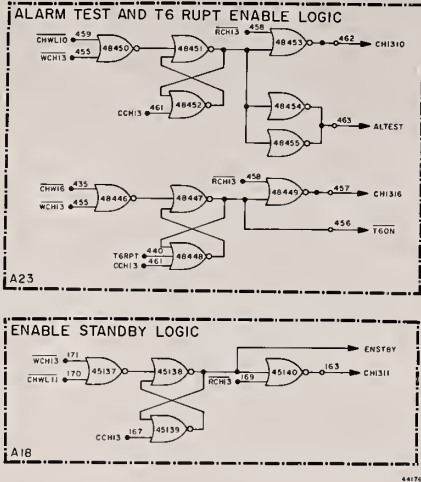 ALARM TEST AND T6 RUPT ENABLE LOGIC
CHWL10 459
WCH13 455
48450
48451
RCH13 458
48453
462 CH1310
CCH13 461
48452
48454
48455
463 ALTEST
CHW16 435
WCH13 455
48446
48447
RCH13 458
48449
457 CH1316
456 T6ON
T6RPT 440
CCH13 461
48448
A23
ENABLE STANDBY LOGIC
WCH13 171
CHWL11 170
45137
45138
ENSTBY
RCH13 169
45140
163 CH1311
CCH13 167
45139
A18
44174